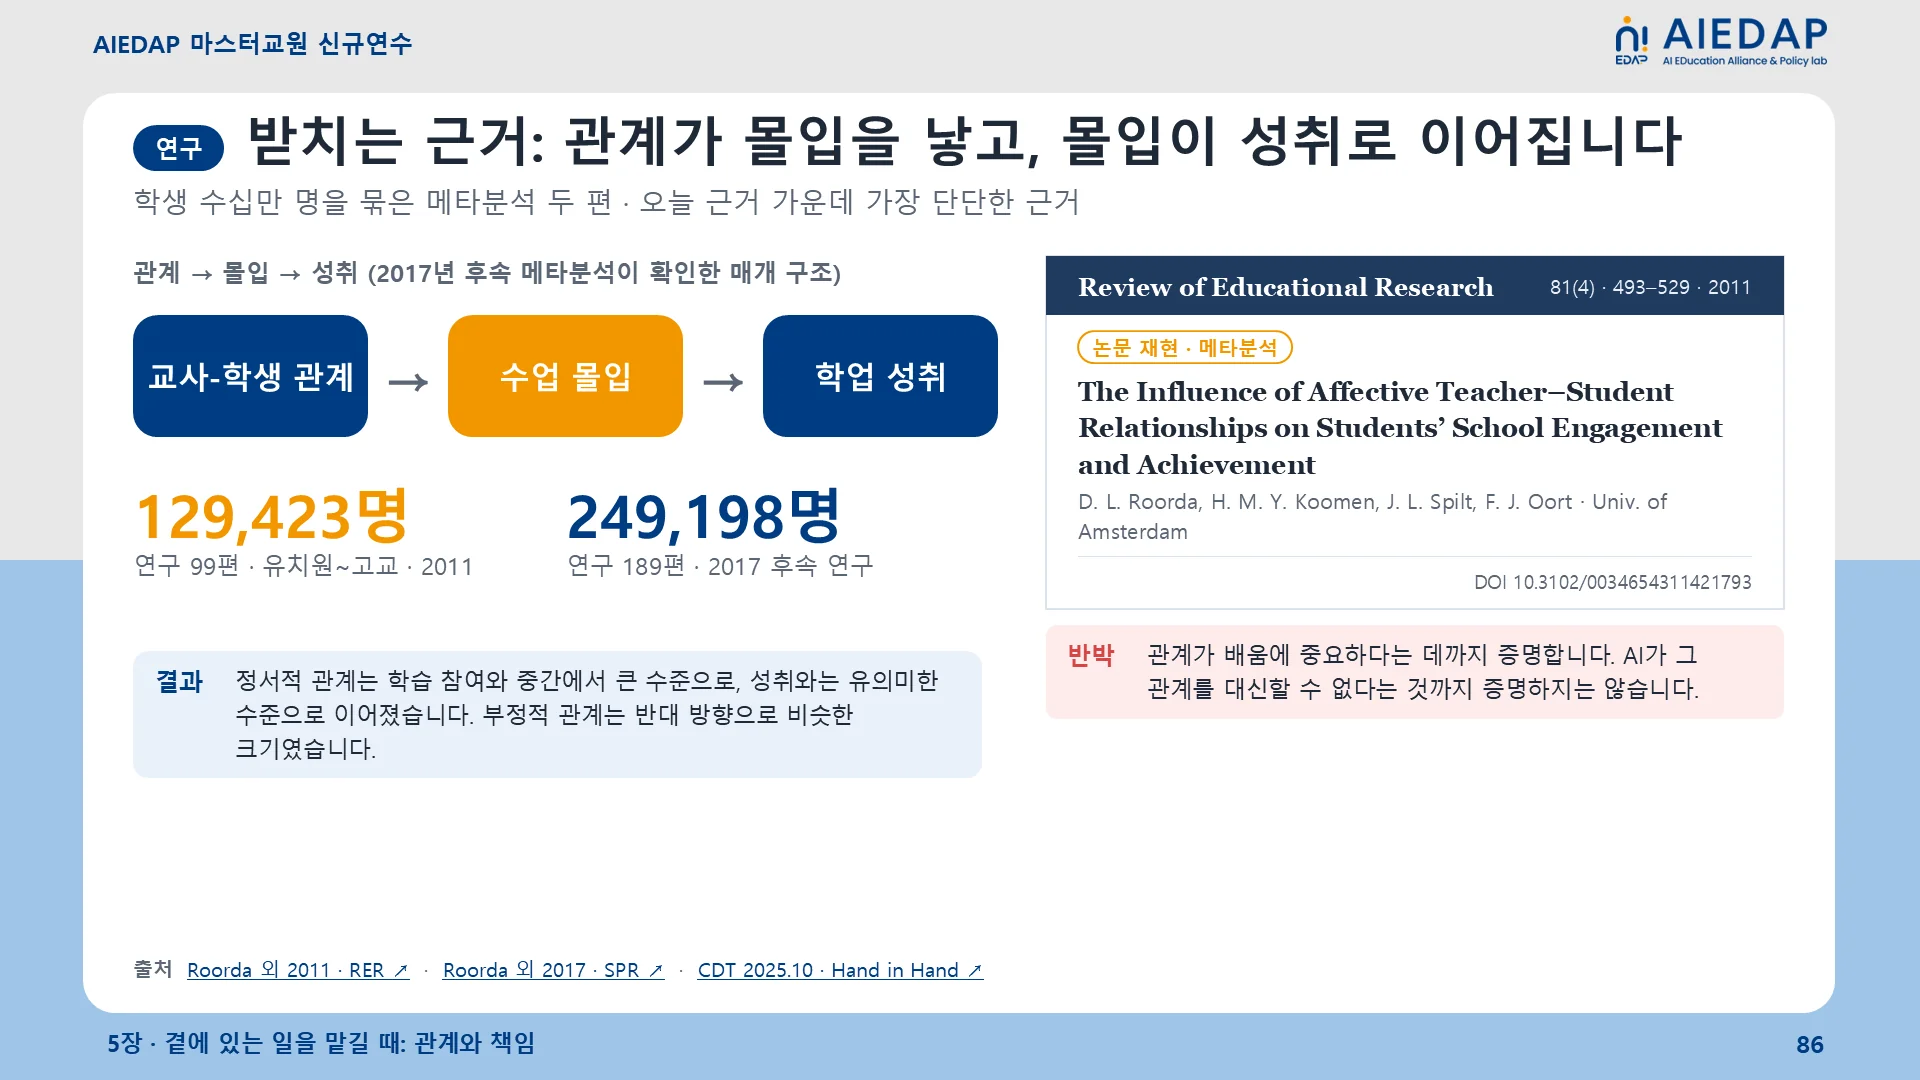 AIEDAP 마스터교원 신규연수
EDAP
AIEDAP
AI EDucation Alliance & Policy lab
연구
받치는 근거: 관계가 몰입을 낳고, 몰입이 성취로 이어집니다
학생 수십만 명을 묶은 메타분석 두 편 · 오늘 근거 가운데 가장 단단한 근거
관계 → 몰입 → 성취 (2017년 후속 메타분석이 확인한 매개 구조)
교사-학생 관계 → 수업 몰입 → 학업 성취
129,423명
연구 99편 · 유치원~고교 · 2011
249,198명
연구 189편 · 2017 후속 연구
결과
정서적 관계는 학습 참여와 중간에서 큰 수준으로, 성취와는 유의미한
수준으로 이어졌습니다. 부정적 관계는 반대 방향으로 비슷한
크기였습니다.
Review of Educational Research
81(4) · 493–529 · 2011
논문 재현 · 메타분석
The Influence of Affective Teacher–Student
Relationships on Students’ School Engagement
and Achievement
D. L. Roorda, H. M. Y. Koomen, J. L. Spilt, F. J. Oort · Univ. of
Amsterdam
DOI 10.3102/0034654311421793
반박
관계가 배움에 중요하다는 데까지 증명합니다. AI가 그
관계를 대신할 수 없다는 것까지 증명하지는 않습니다.
출처 Roorda 외 2011 · RER ↗ · Roorda 외 2017 · SPR ↗ · CDT 2025.10 · Hand in Hand ↗
5장 · 곁에 있는 일을 맡길 때: 관계와 책임
86